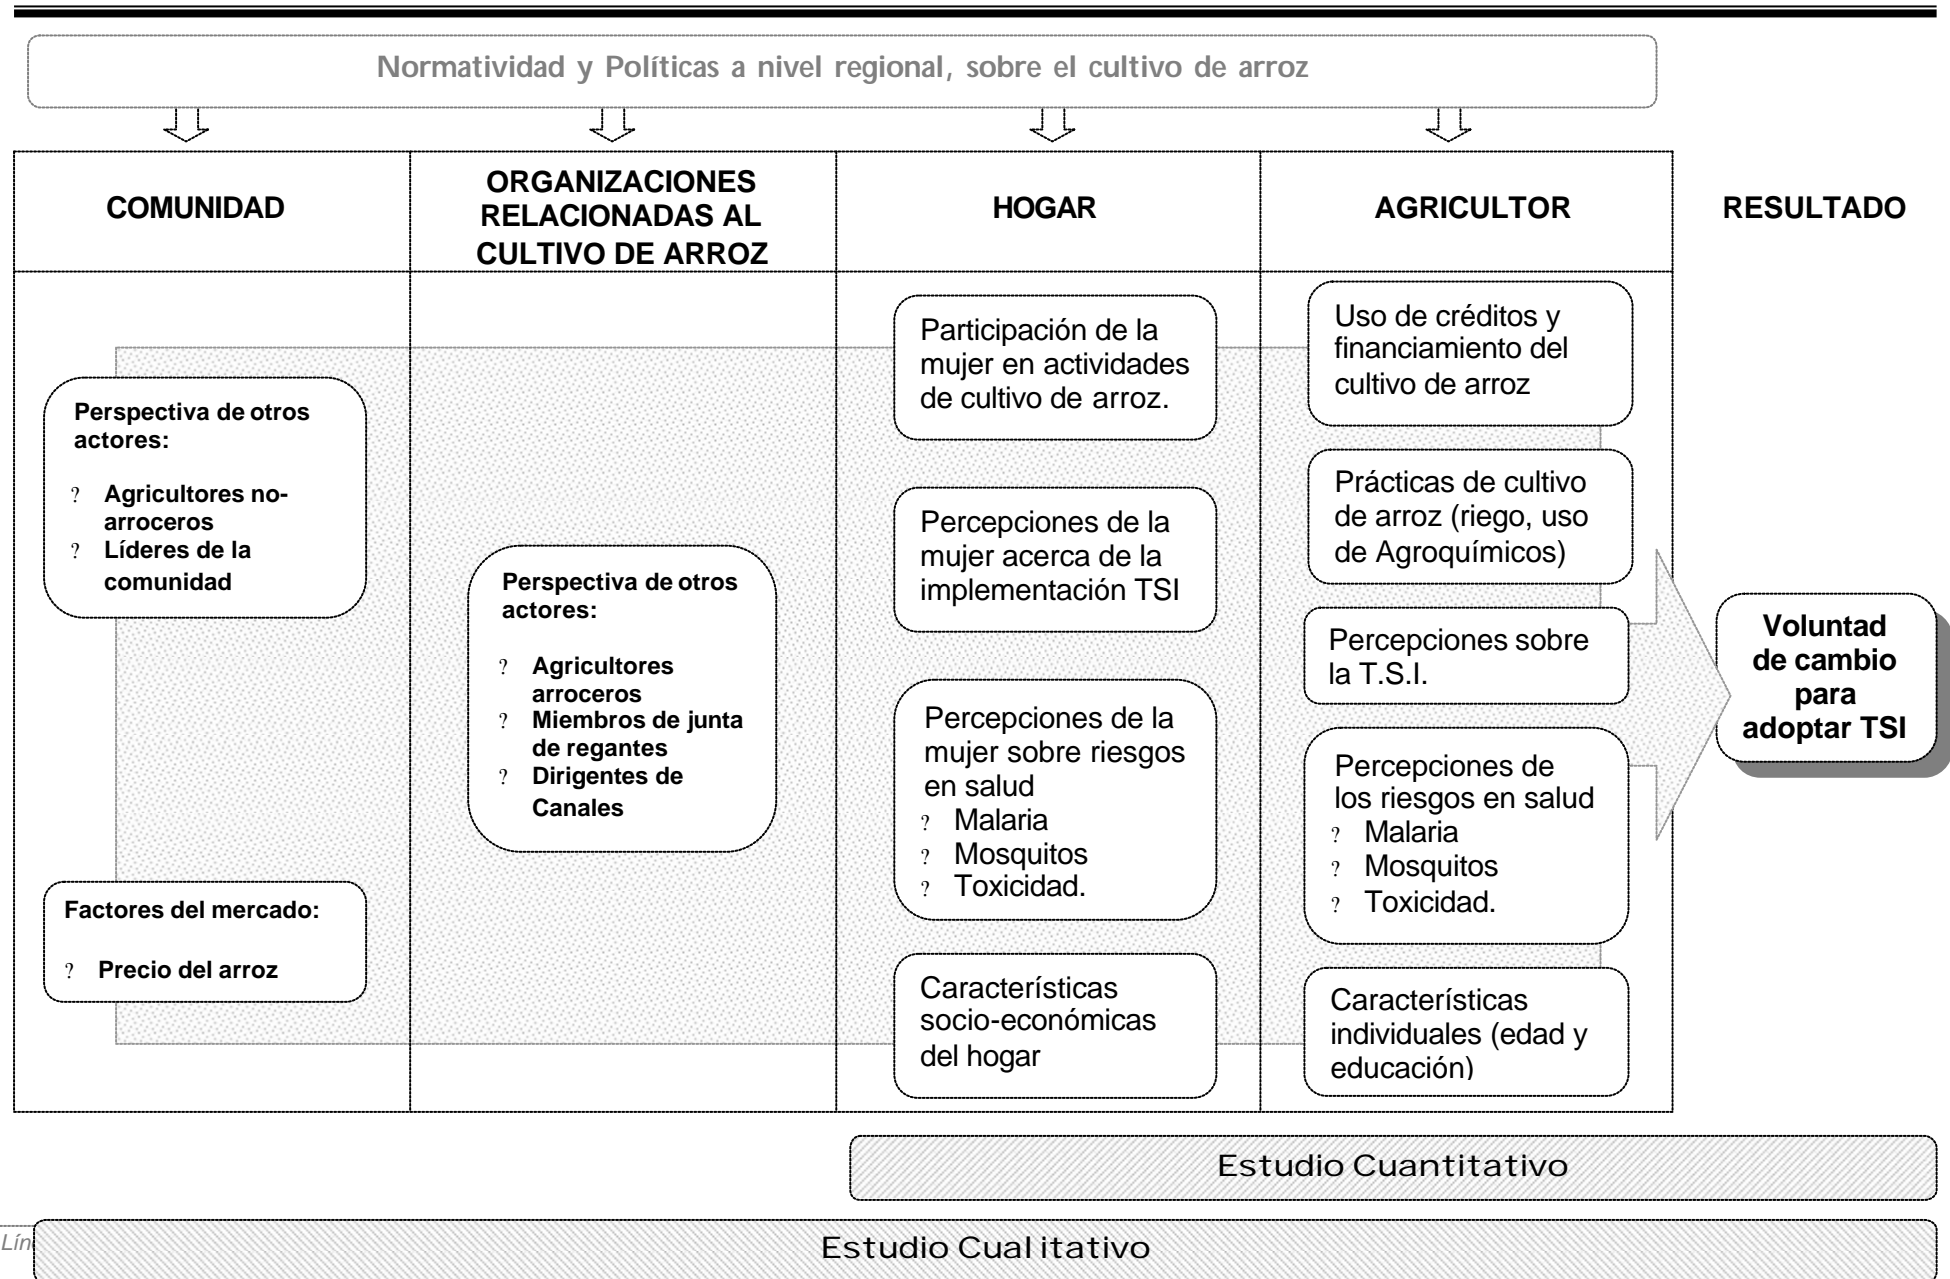 Normatividad y Políticas a nivel regional, sobre el cultivo de arroz
COMUNIDAD
ORGANIZACIONES
RELACIONADAS AL
CULTIVO DE ARROZ
HOGAR
AGRICULTOR
RESULTADO
Perspectiva de otros
actores:
? Agricultores no-
arroceros
? Líderes de la
comunidad
Factores del mercado:
? Precio del arroz
Perspectiva de otros
actores:
? Agricultores
arroceros
? Miembros de junta
de regantes
? Dirigentes de
Canales
Participación de la
mujer en actividades
de cultivo de arroz.
Percepciones de la
mujer acerca de la
implementación TSI
Percepciones de la
mujer sobre riesgos
en salud
? Malaria
? Mosquitos
? Toxicidad.
Características
socio-económicas
del hogar
Uso de créditos y
financiamiento del
cultivo de arroz
Prácticas de cultivo
de arroz (riego, uso
de Agroquímicos)
Percepciones sobre
la T.S.I.
Percepciones de
los riesgos en salud
? Malaria
? Mosquitos
? Toxicidad.
Características
individuales (edad y
educación)
Voluntad
de cambio
para
adoptar TSI
Estudio Cuantitativo
Estudio Cualitativo